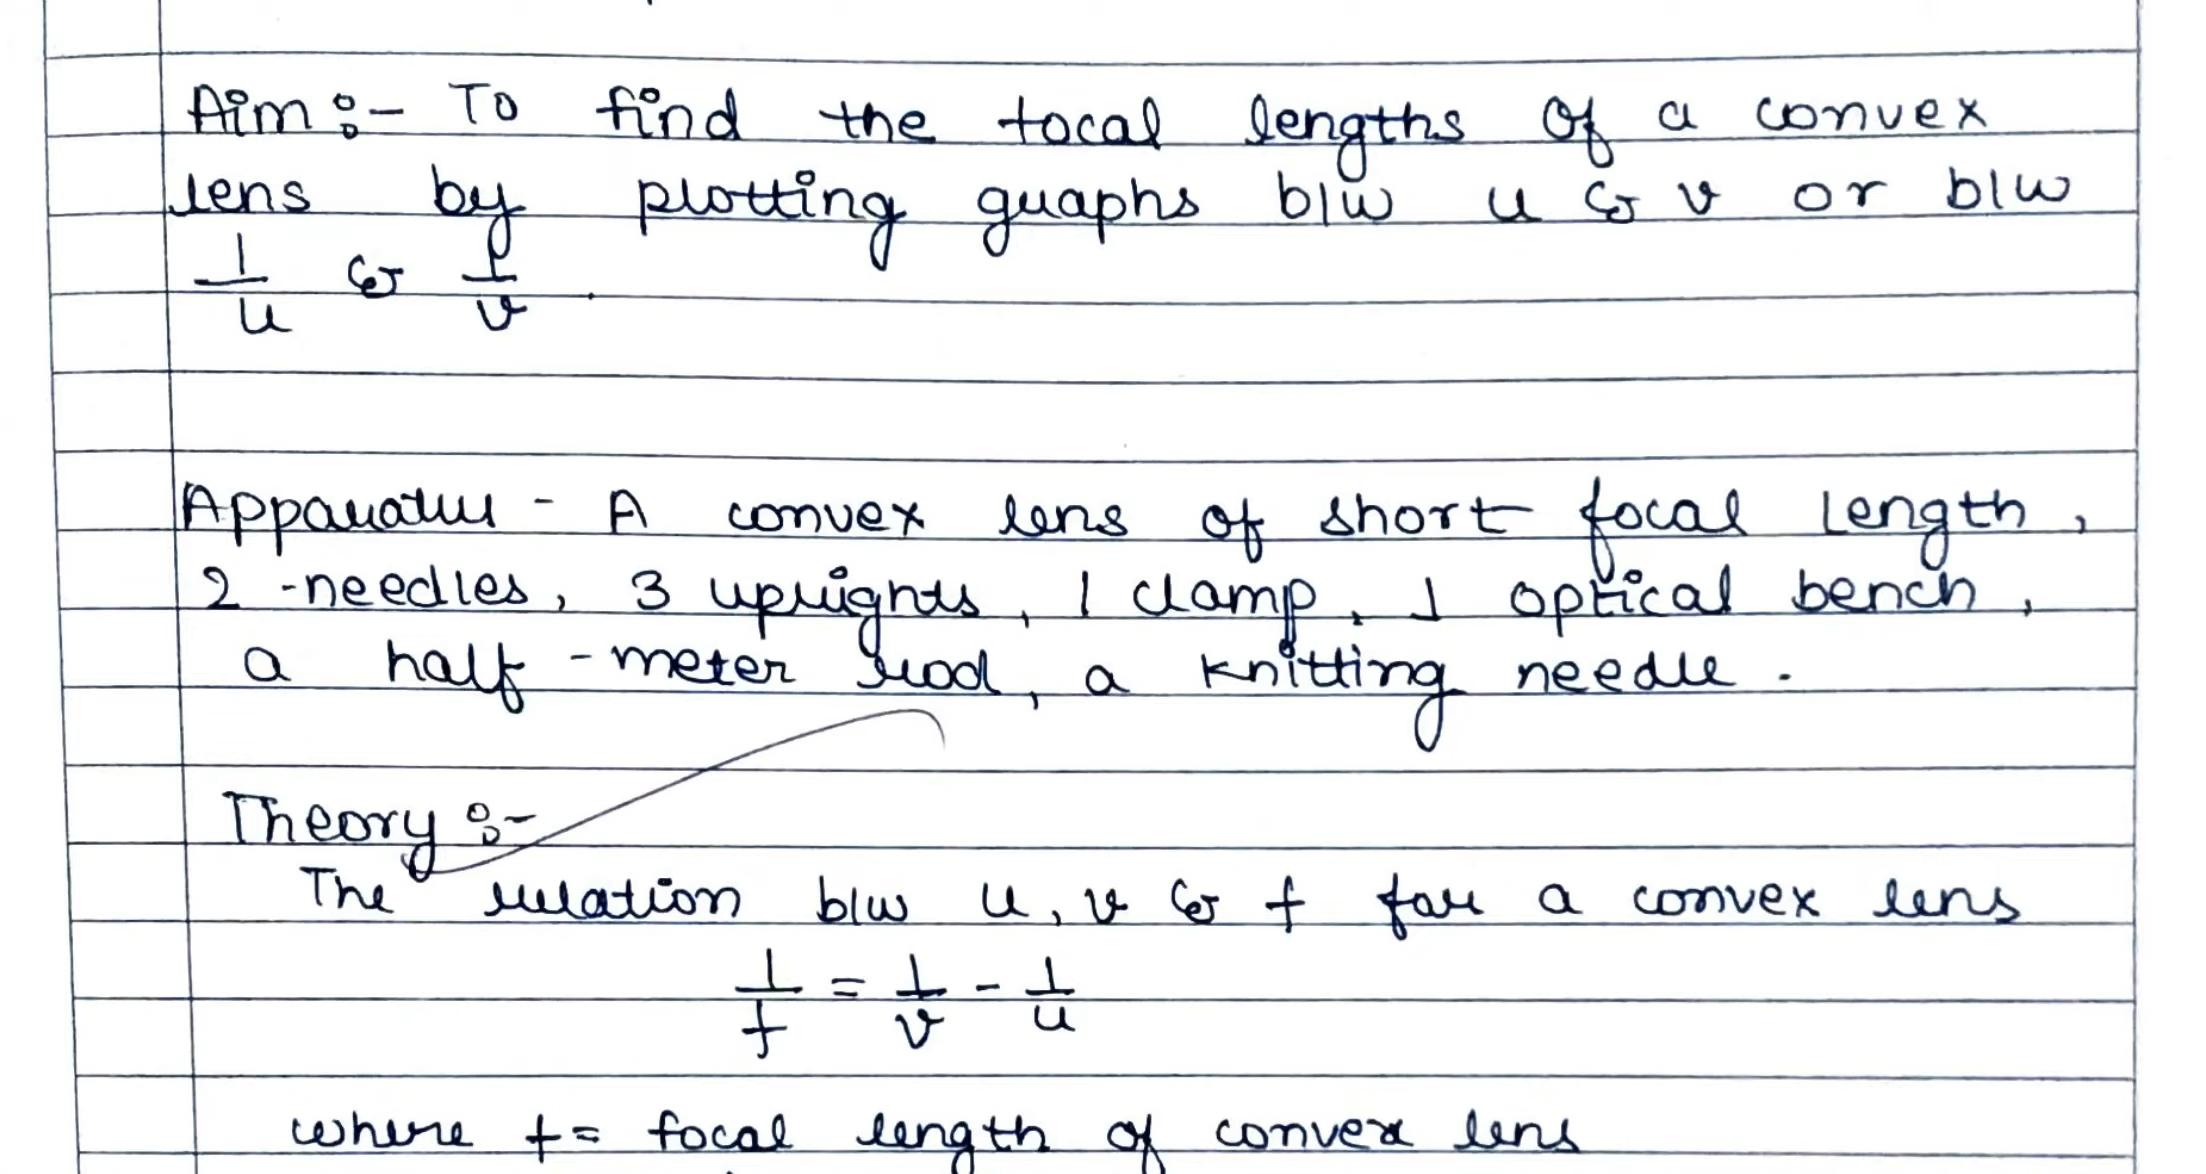 Aim :- To find the focal lengths of a convex
lens by plotting graphs b/w u & v or b/w
1/u & 1/v .
Apparatus - A convex lens of short focal length ,
2 -needles, 3 uprights, 1 clamp, 1 optical bench,
a half -meter rod, a knitting needle .
Theory :-
The relation b/w u, v & f for a convex lens
1/f = 1/v - 1/u
where f = focal length of convex lens